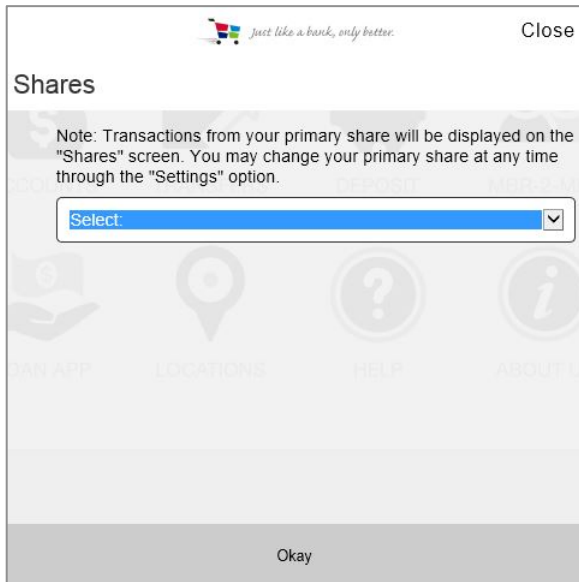 Just like a bank, only better.
Close
Shares
Note: Transactions from your primary share will be displayed on the
"Shares" screen. You may change your primary share at any time
through the "Settings" option.
Select:
DEPOSIT
LOCATIONS
HELP
Okay